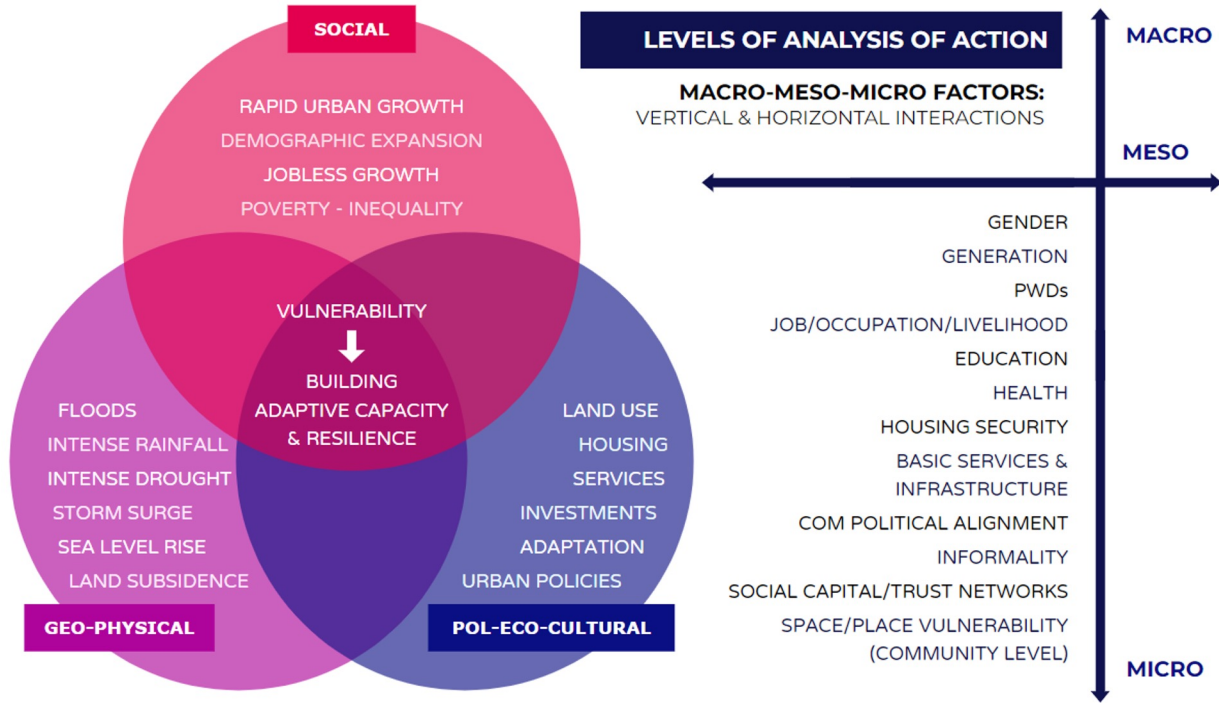 SOCIAL
RAPID URBAN GROWTH
DEMOGRAPHIC EXPANSION
JOBLESS GROWTH
POVERTY - INEQUALITY
VULNERABILITY
BUILDING
ADAPTIVE CAPACITY
& RESILIENCE
FLOODS
INTENSE RAINFALL
INTENSE DROUGHT
STORM SURGE
SEA LEVEL RISE
LAND SUBSIDENCE
GEO-PHYSICAL
LAND USE
HOUSING
SERVICES
INVESTMENTS
ADAPTATION
URBAN POLICIES
POL-ECO-CULTURAL
LEVELS OF ANALYSIS OF ACTION
MACRO-MESO-MICRO FACTORS:
VERTICAL & HORIZONTAL INTERACTIONS
MACRO
MESO
GENDER
GENERATION
PWDs
JOB/OCCUPATION/LIVELIHOOD
EDUCATION
HEALTH
HOUSING SECURITY
BASIC SERVICES &
INFRASTRUCTURE
COM POLITICAL ALIGNMENT
INFORMALITY
SOCIAL CAPITAL/TRUST NETWORKS
SPACE/PLACE VULNERABILITY
(COMMUNITY LEVEL)
MICRO